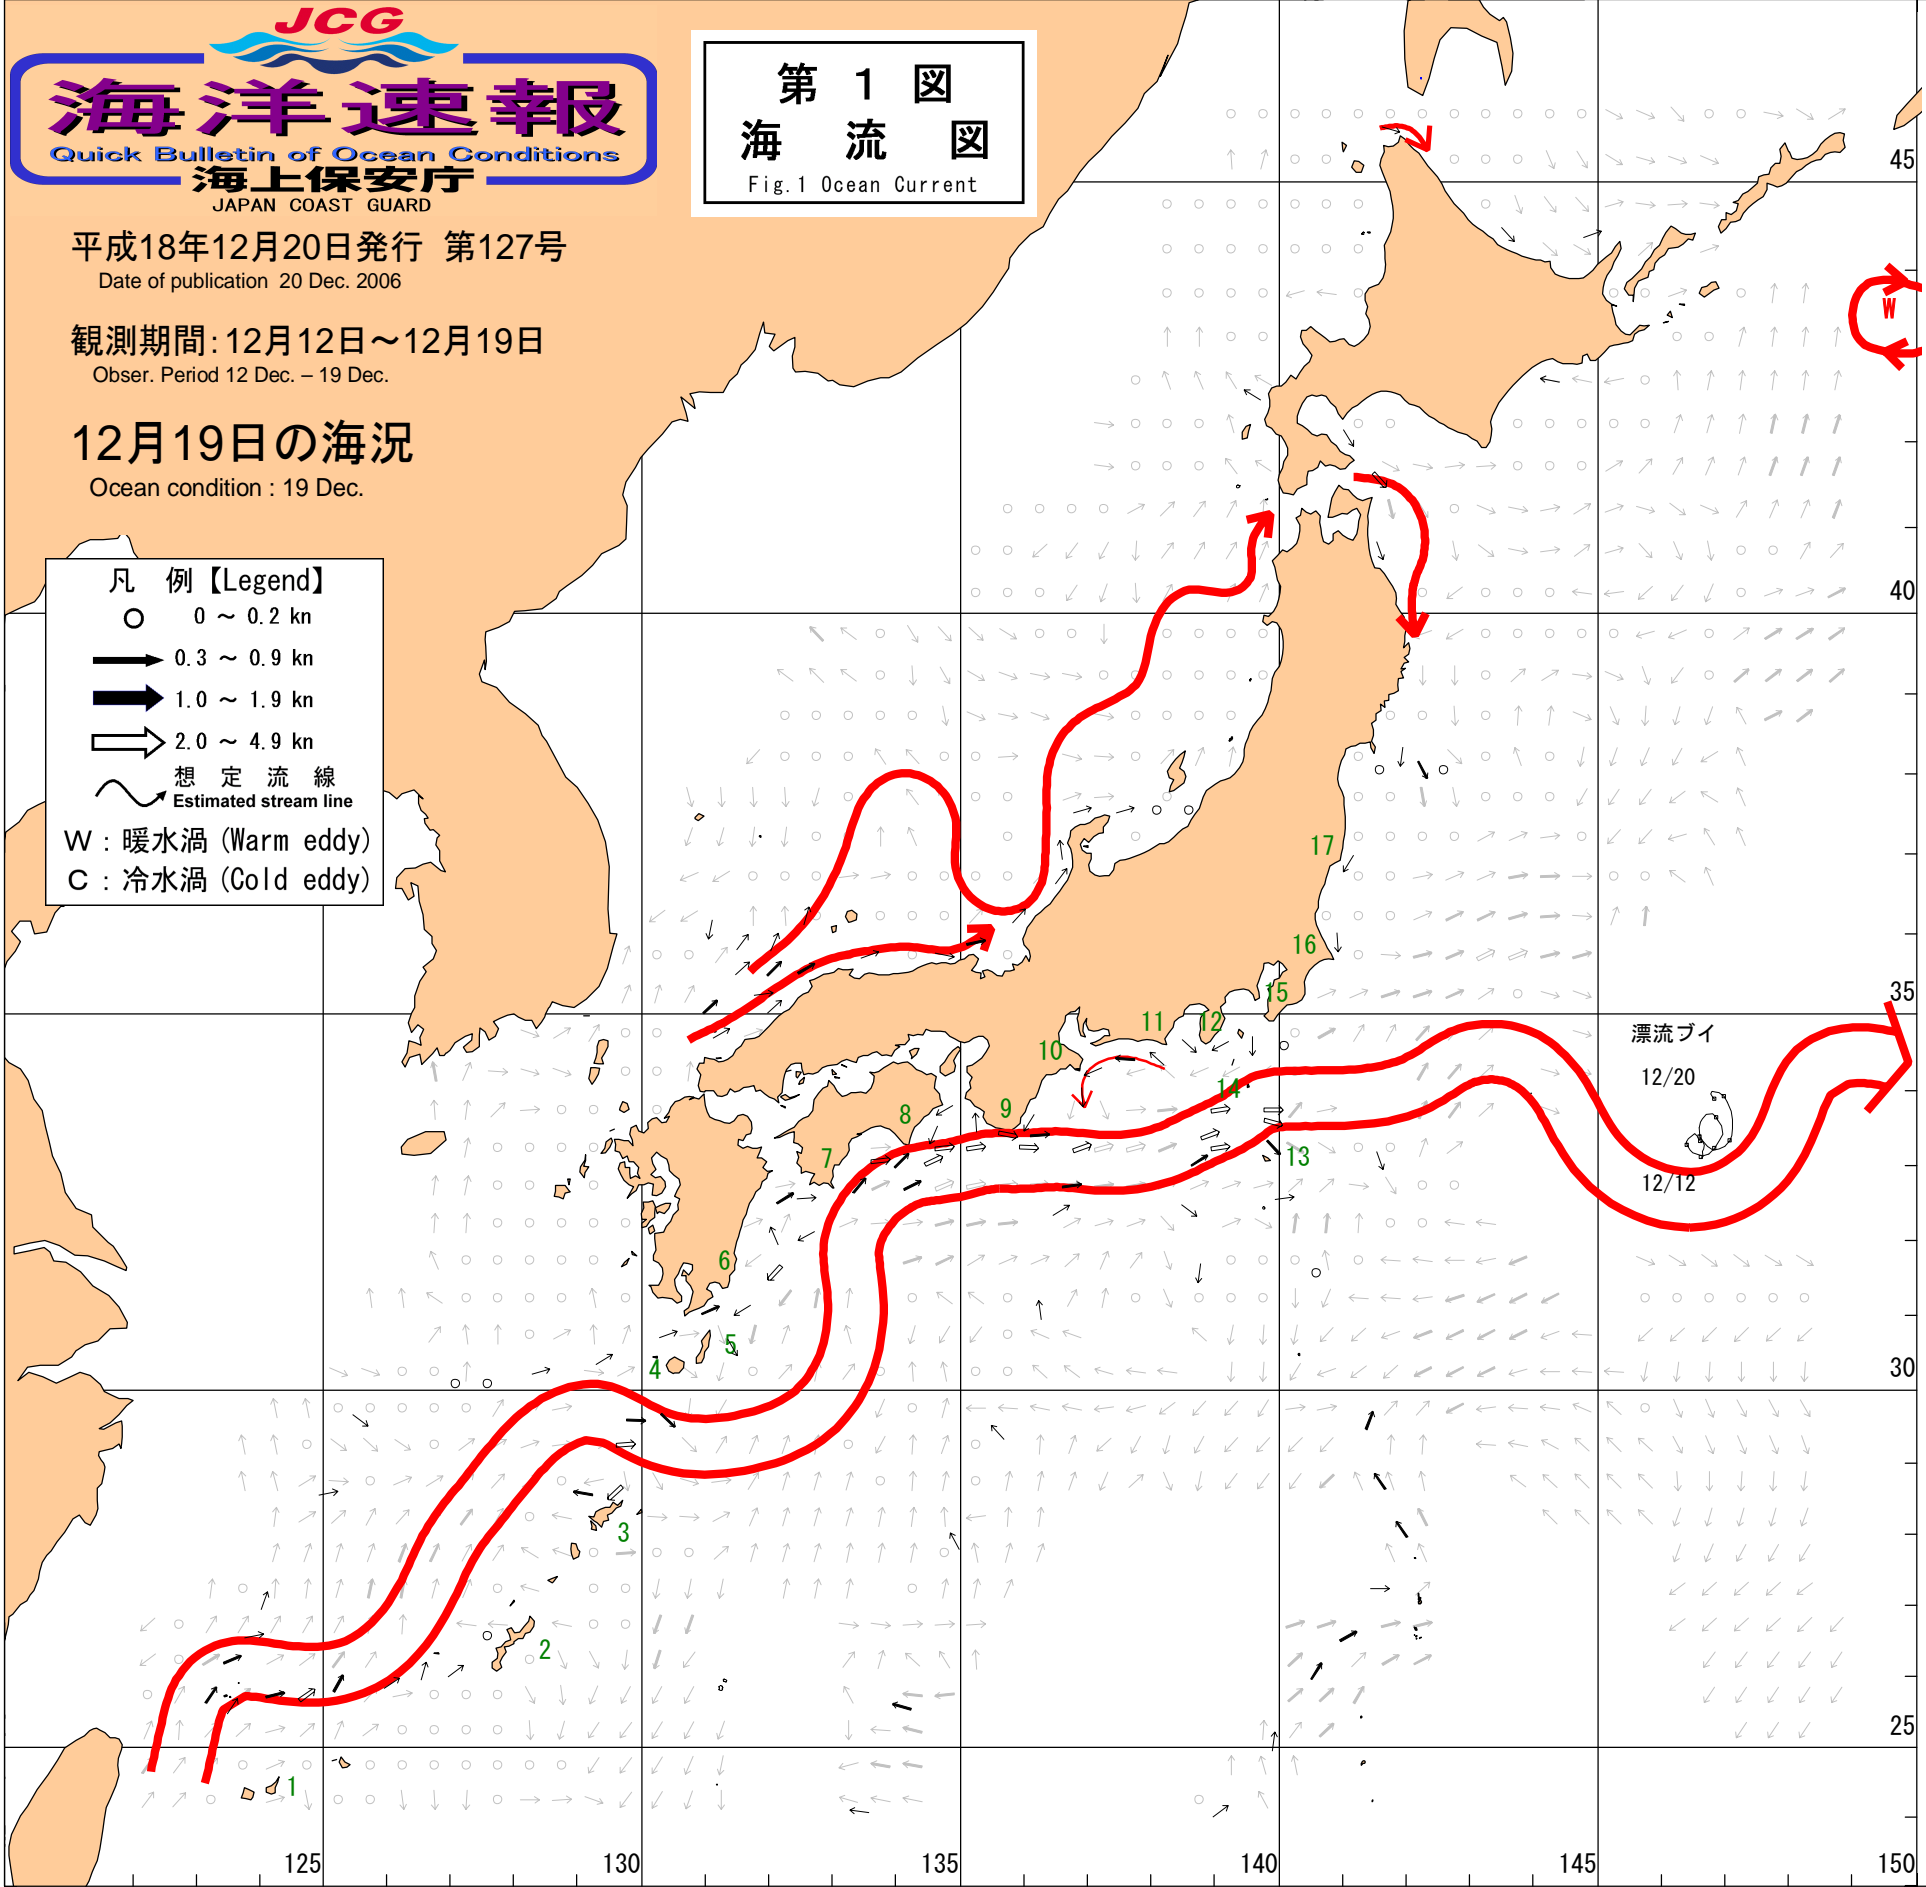 JCG
海洋速報
Quick Bulletin of Ocean Conditions
海上保安庁
JAPAN COAST GUARD
第 1 図
海 流 図
Fig.1 Ocean Current
平成18年12月20日発行 第127号
Date of publication 20 Dec. 2006
観測期間:12月12日~12月19日
Obser. Period 12 Dec. – 19 Dec.
12月19日の海況
Ocean condition : 19 Dec.
凡 例【Legend】
0 ~ 0.2 kn
0.3 ~ 0.9 kn
1.0 ~ 1.9 kn
2.0 ~ 4.9 kn
想 定 流 線
Estimated stream line
W:暖水渦(Warm eddy)
C:冷水渦(Cold eddy)
45
W
40
17
16
15
35
漂流ブイ
11
12
10
12/20
14
8
9
7
13
12/12
6
5
4
30
3
2
25
1
125
130
135
140
145
150